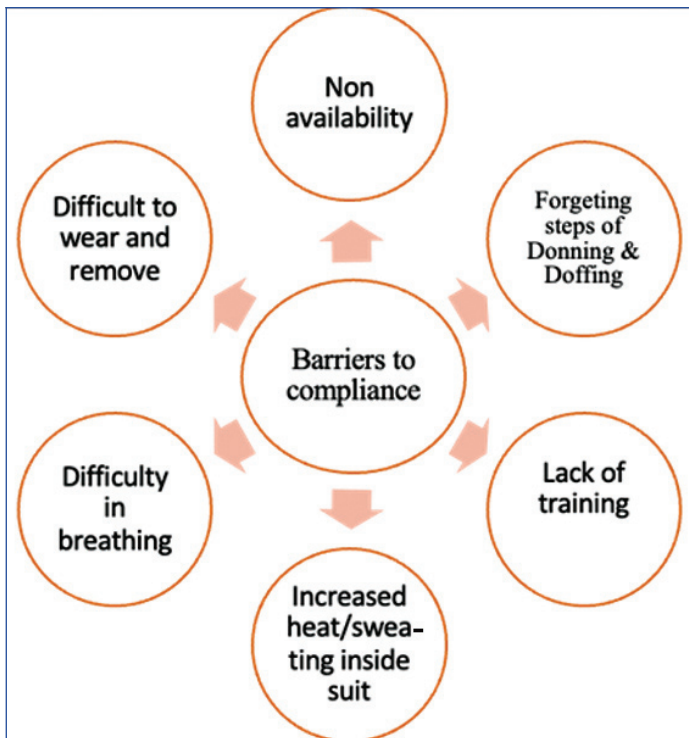 Non
availability
Forgeting
steps of
Donning &
Doffing
Lack of
training
Increased
heat/swea-
ting inside
suit
Difficulty
in
breathing
Difficult to
wear and
remove
Barriers to
compliance